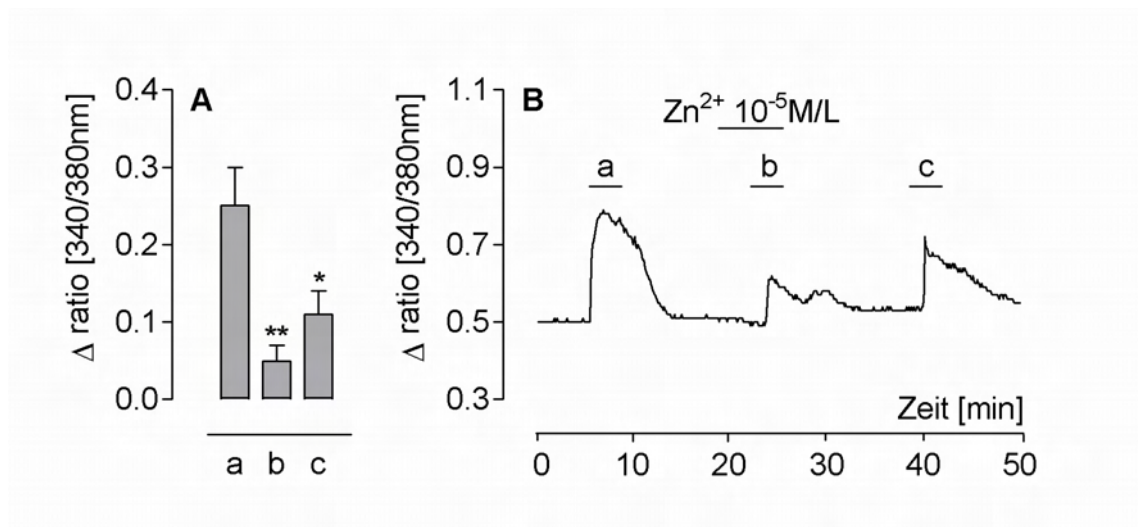 A
Δ ratio [340/380nm]
0.4
0.3
0.2
0.1
0.0
**
*
a b c
B
Δ ratio [340/380nm]
1.1
0.9
0.7
0.5
0.3
Zn²⁺ 10⁻⁵M/L
a b c
Zeit [min]
0 10 20 30 40 50